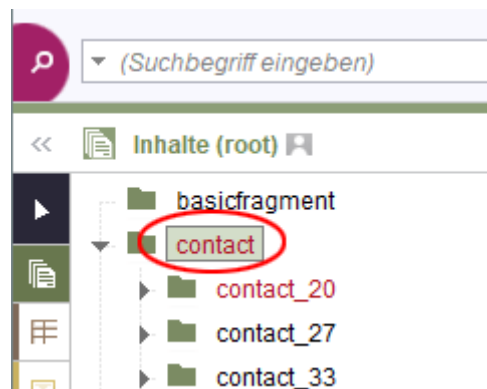 (Suchbegriff eingeben)
Inhalte (root)
basicfragment
contact
contact_20
contact_27
contact_33